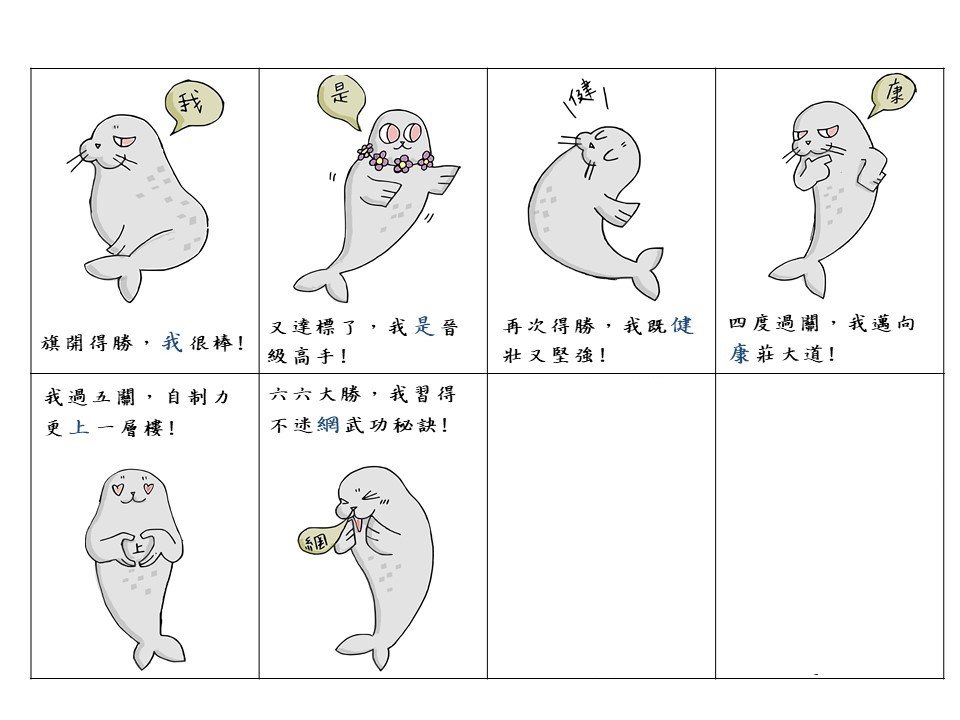 我
旗開得勝，我很棒!
是
又達標了，我是晉
級高手!
健
再次得勝，我既健
壯又堅強!
康
四度過關，我邁向
康莊大道!
我過五關，自制力
更上一層樓!
上
六六大勝，我習得
不迷網武功秘訣!
網